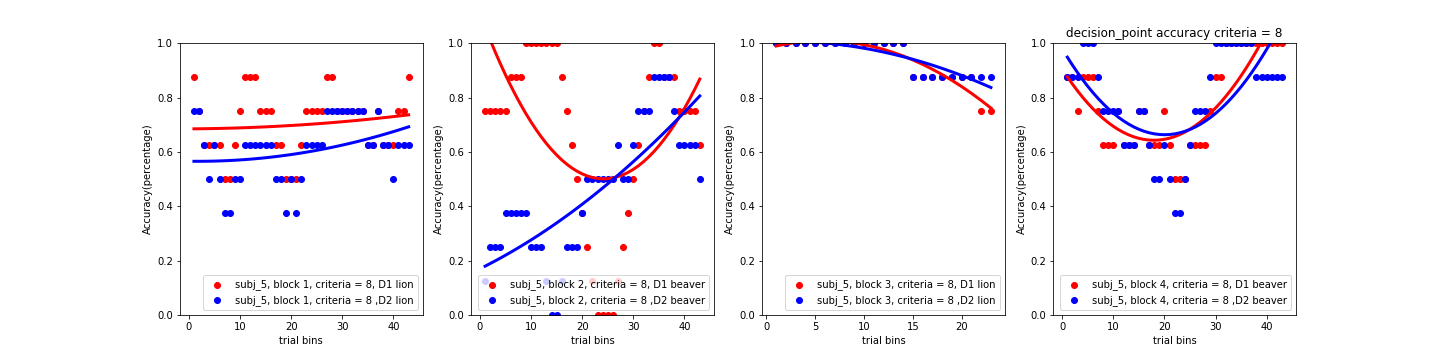 decision_point accuracy criteria = 8
1.0
0.8
0.6
0.4
0.2
0.0
Accuracy(percentage)
0 10 20 30 40
trial bins
subj_5, block 1, criteria = 8, D1 lion
subj_5, block 1, criteria = 8 ,D2 lion
1.0
0.8
0.6
0.4
0.2
0.0
Accuracy(percentage)
0 10 20 30 40
trial bins
subj_5, block 2, criteria = 8, D1 beaver
subj_5, block 2, criteria = 8 ,D2 beaver
1.0
0.8
0.6
0.4
0.2
0.0
Accuracy(percentage)
0 5 10 15 20
trial bins
subj_5, block 3, criteria = 8, D1 lion
subj_5, block 3, criteria = 8 ,D2 lion
1.0
0.8
0.6
0.4
0.2
0.0
Accuracy(percentage)
0 10 20 30 40
trial bins
subj_5, block 4, criteria = 8, D1 beaver
subj_5, block 4, criteria = 8 ,D2 beaver